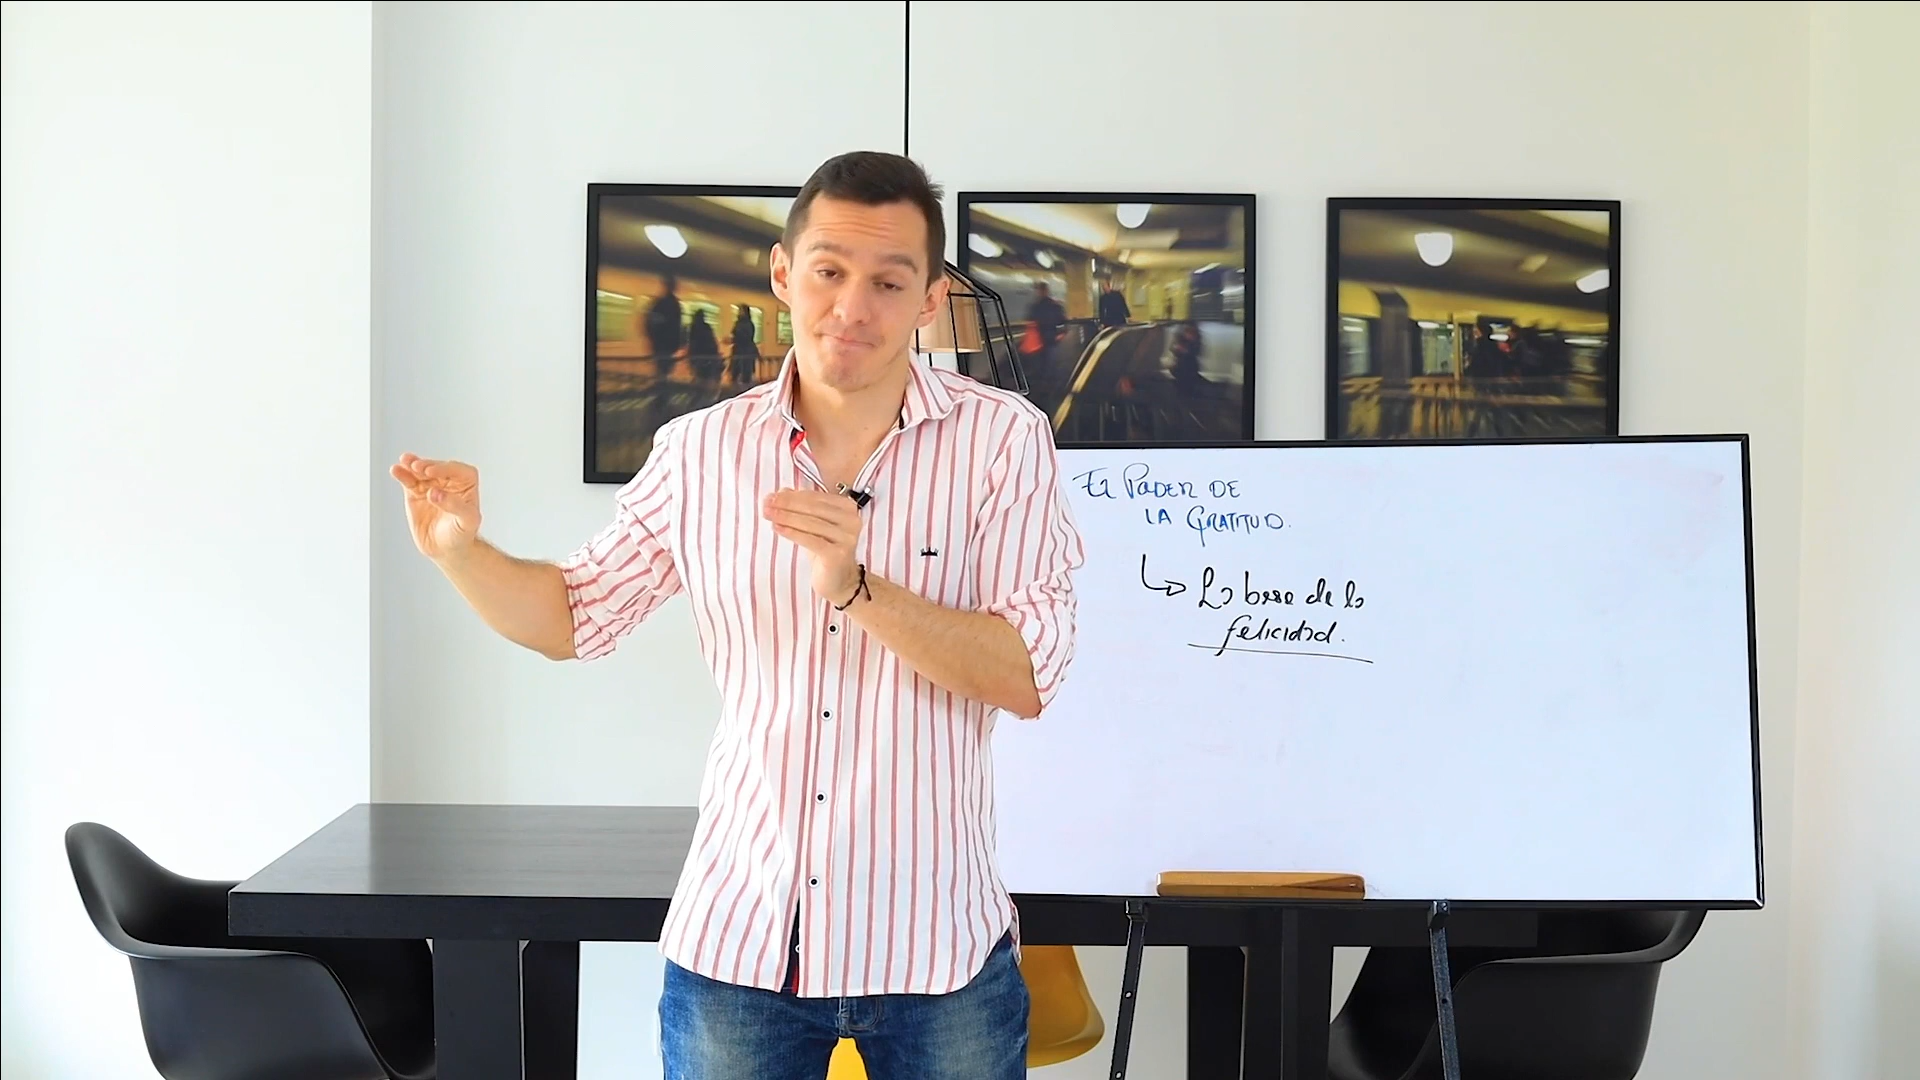 El PODER DE
LA GRATITUD.
↳ La base de la
felicidad.